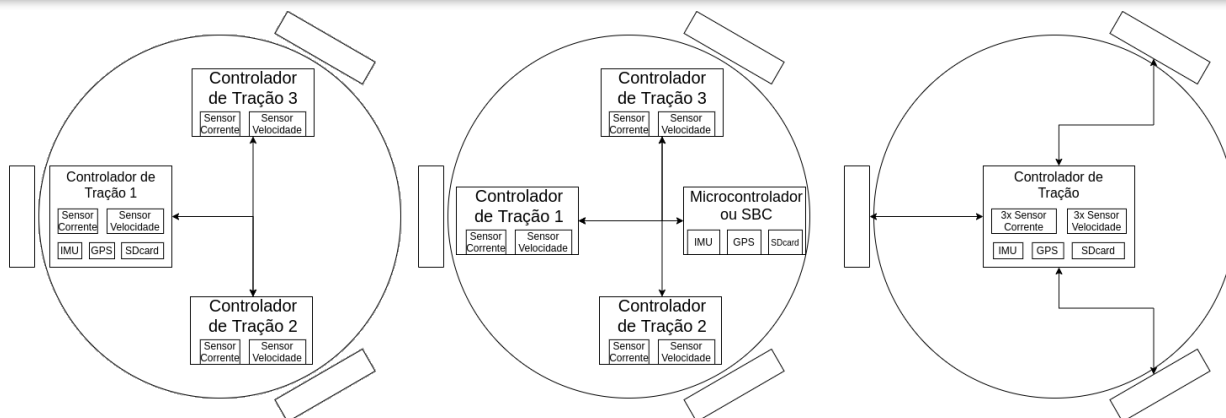 Controlador
de Tração 3
Sensor
Corrente
Sensor
Velocidade
Controlador de
Tração 1
Sensor
Corrente
Sensor
Velocidade
IMU
GPS
SDcard
Controlador
de Tração 2
Sensor
Corrente
Sensor
Velocidade
Controlador
de Tração 3
Sensor
Corrente
Sensor
Velocidade
Controlador
de Tração 1
Sensor
Corrente
Sensor
Velocidade
Microcontrolador
ou SBC
IMU
GPS
SDcard
Controlador
de Tração 2
Sensor
Corrente
Sensor
Velocidade
Controlador de
Tração
3x Sensor
Corrente
3x Sensor
Velocidade
IMU
GPS
SDcard